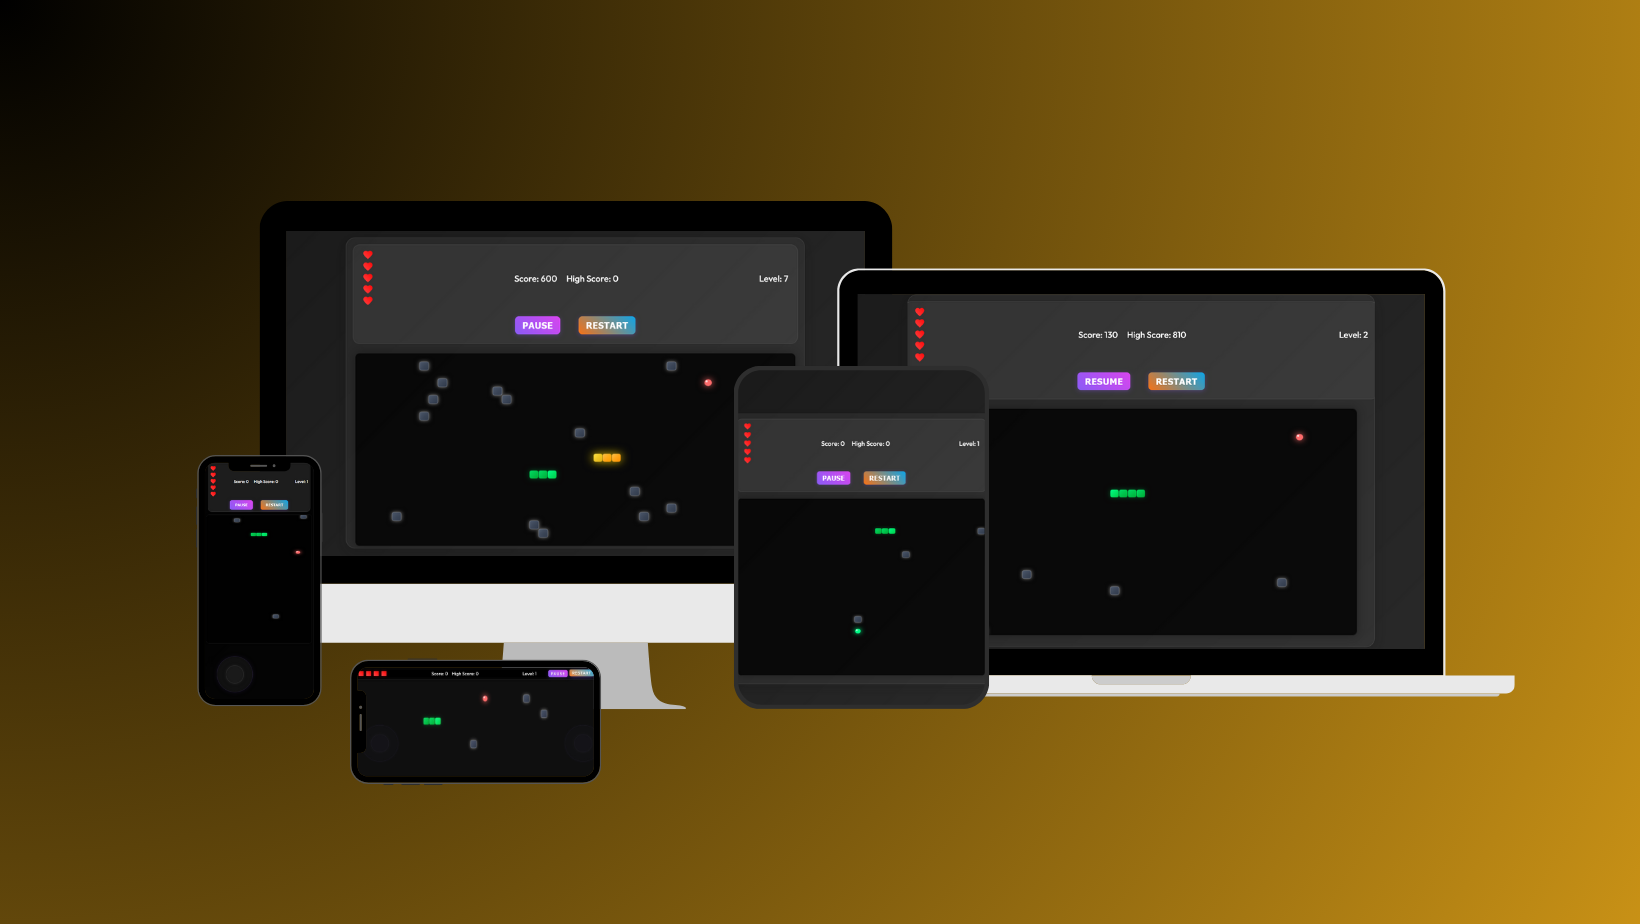 Score: 600 High Score: 0 Level: 7
PAUSE RESTART
Score: 130 High Score: 810 Level: 2
RESUME RESTART
Score: 0 High Score: 0 Level: 1
PAUSE RESTART
Score: 0 High Score: 0 Level: 1
PAUSE RESTART
Score: 0 High Score: 0 Level: 1 PAUSE RESTART